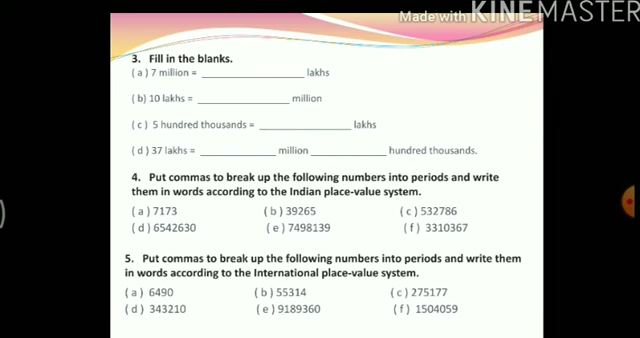 Made with KINEMASTER
3. Fill in the blanks.
( a ) 7 million = ____________________ lakhs
( b) 10 lakhs = __________________ million
( c ) 5 hundred thousands = __________________ lakhs
( d ) 37 lakhs = _______________ million _______________ hundred thousands.
4. Put commas to break up the following numbers into periods and write
them in words according to the Indian place-value system.
( a ) 7173 ( b ) 39265 ( c ) 532786
( d ) 6542630 ( e ) 7498139 ( f ) 3310367
5. Put commas to break up the following numbers into periods and write them
in words according to the International place-value system.
( a ) 6490 ( b ) 55314 ( c ) 275177
( d ) 343210 ( e ) 9189360 ( f ) 1504059